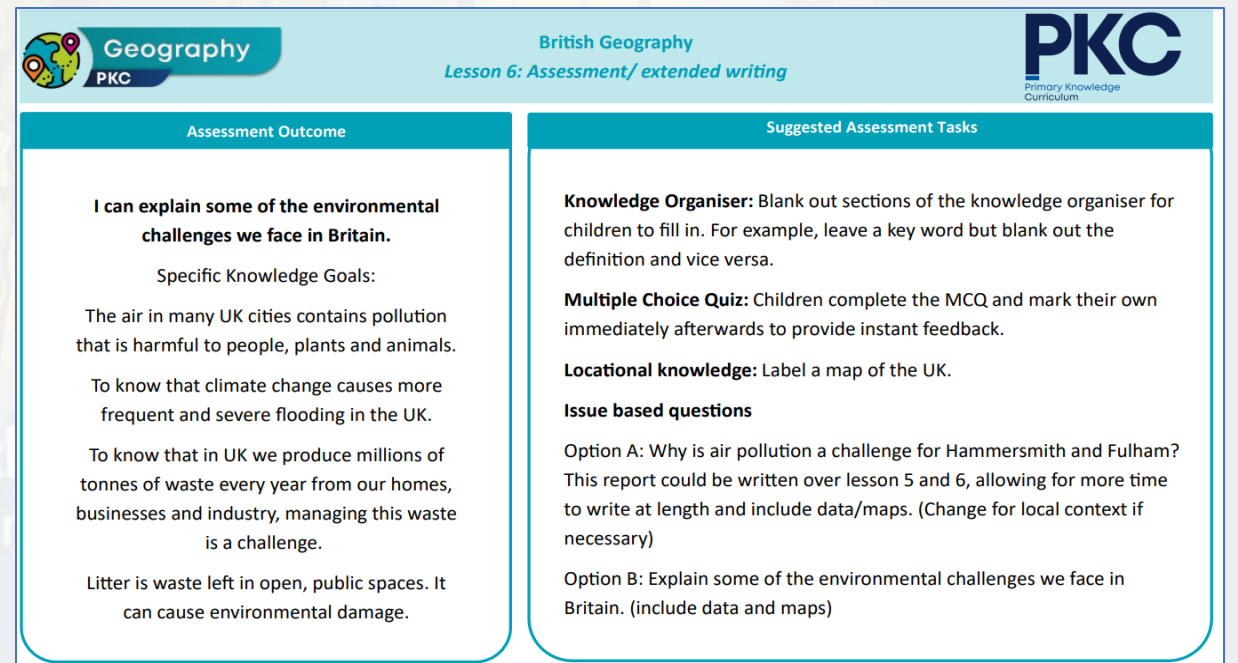 Geography
PKC
British Geography
Lesson 6: Assessment/ extended writing
PKC
Primary Knowledge
Curriculum
Assessment Outcome
I can explain some of the environmental
challenges we face in Britain.
Specific Knowledge Goals:
The air in many UK cities contains pollution
that is harmful to people, plants and animals.
To know that climate change causes more
frequent and severe flooding in the UK.
To know that in UK we produce millions of
tonnes of waste every year from our homes,
businesses and industry, managing this waste
is a challenge.
Litter is waste left in open, public spaces. It
can cause environmental damage.
Suggested Assessment Tasks
Knowledge Organiser: Blank out sections of the knowledge organiser for
children to fill in. For example, leave a key word but blank out the
definition and vice versa.
Multiple Choice Quiz: Children complete the MCQ and mark their own
immediately afterwards to provide instant feedback.
Locational knowledge: Label a map of the UK.
Issue based questions
Option A: Why is air pollution a challenge for Hammersmith and Fulham?
This report could be written over lesson 5 and 6, allowing for more time
to write at length and include data/maps. (Change for local context if
necessary)
Option B: Explain some of the environmental challenges we face in
Britain. (include data and maps)